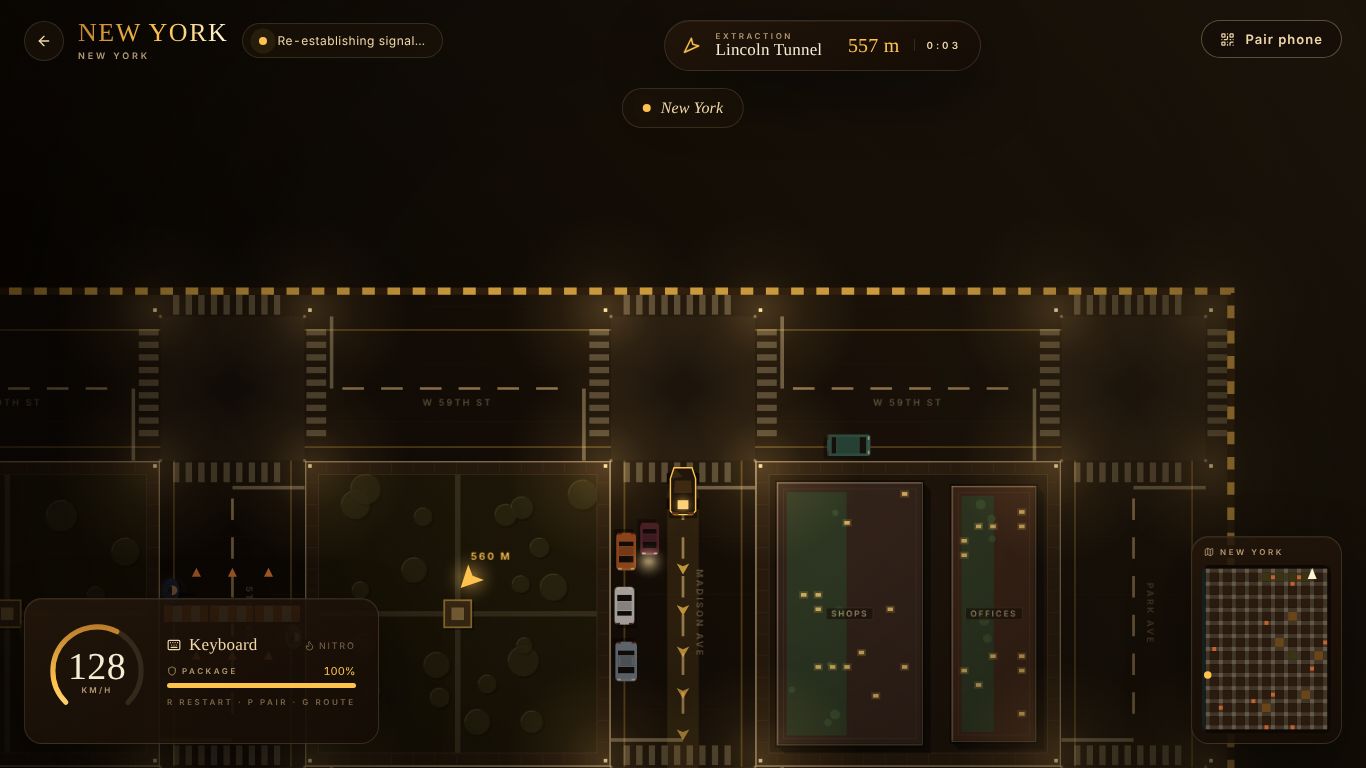 NEW YORK
NEW YORK
Re-establishing signal...
EXTRACTION
Lincoln Tunnel
557 m
0:03
Pair phone
New York
TH ST
W 59TH ST
W 59TH ST
560 M
MADISON AVE
SHOPS
OFFICES
PARK AVE
NEW YORK
128
KM/H
Keyboard
NITRO
PACKAGE
100%
R RESTART · P PAIR · G ROUTE